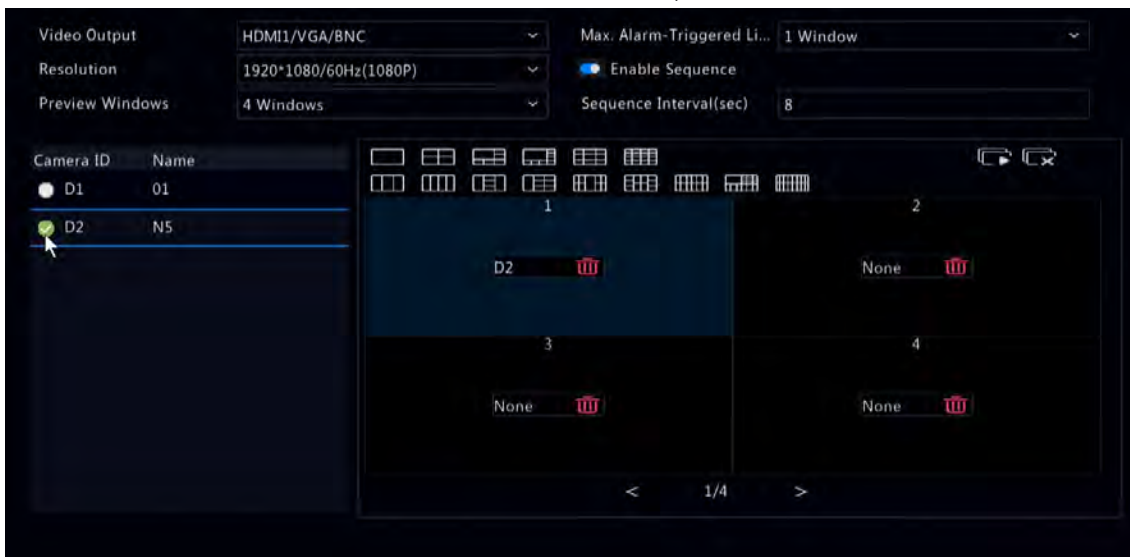 Video Output HDMI1/VGA/BNC Max. Alarm-Triggered Li... 1 Window
Resolution 1920*1080/60Hz(1080P) Enable Sequence
Preview Windows 4 Windows Sequence Interval(sec) 8
Camera ID Name
D1 01
D2 N5
1 2
D2 None
3 4
None None
< 1/4 >